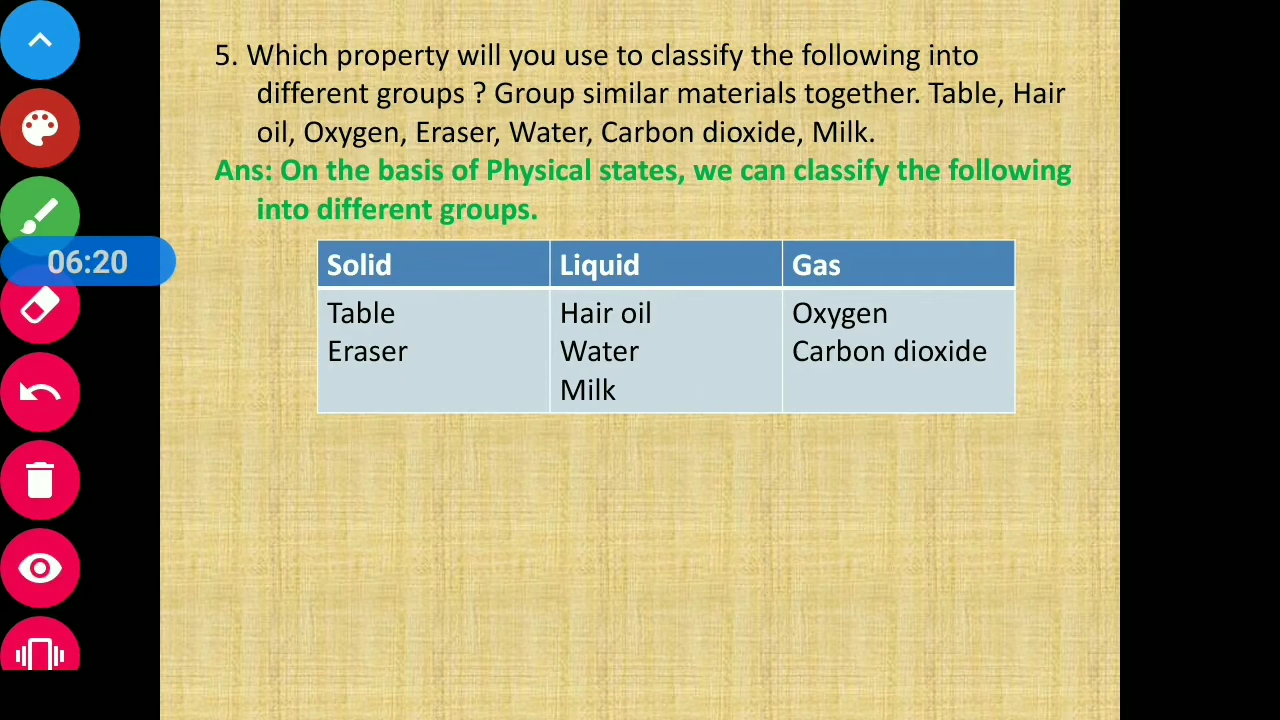 5. Which property will you use to classify the following into
different groups ? Group similar materials together. Table, Hair
oil, Oxygen, Eraser, Water, Carbon dioxide, Milk.
Ans: On the basis of Physical states, we can classify the following
into different groups.
06:20
Solid Liquid Gas
Table Hair oil Oxygen
Eraser Water Carbon dioxide
Milk